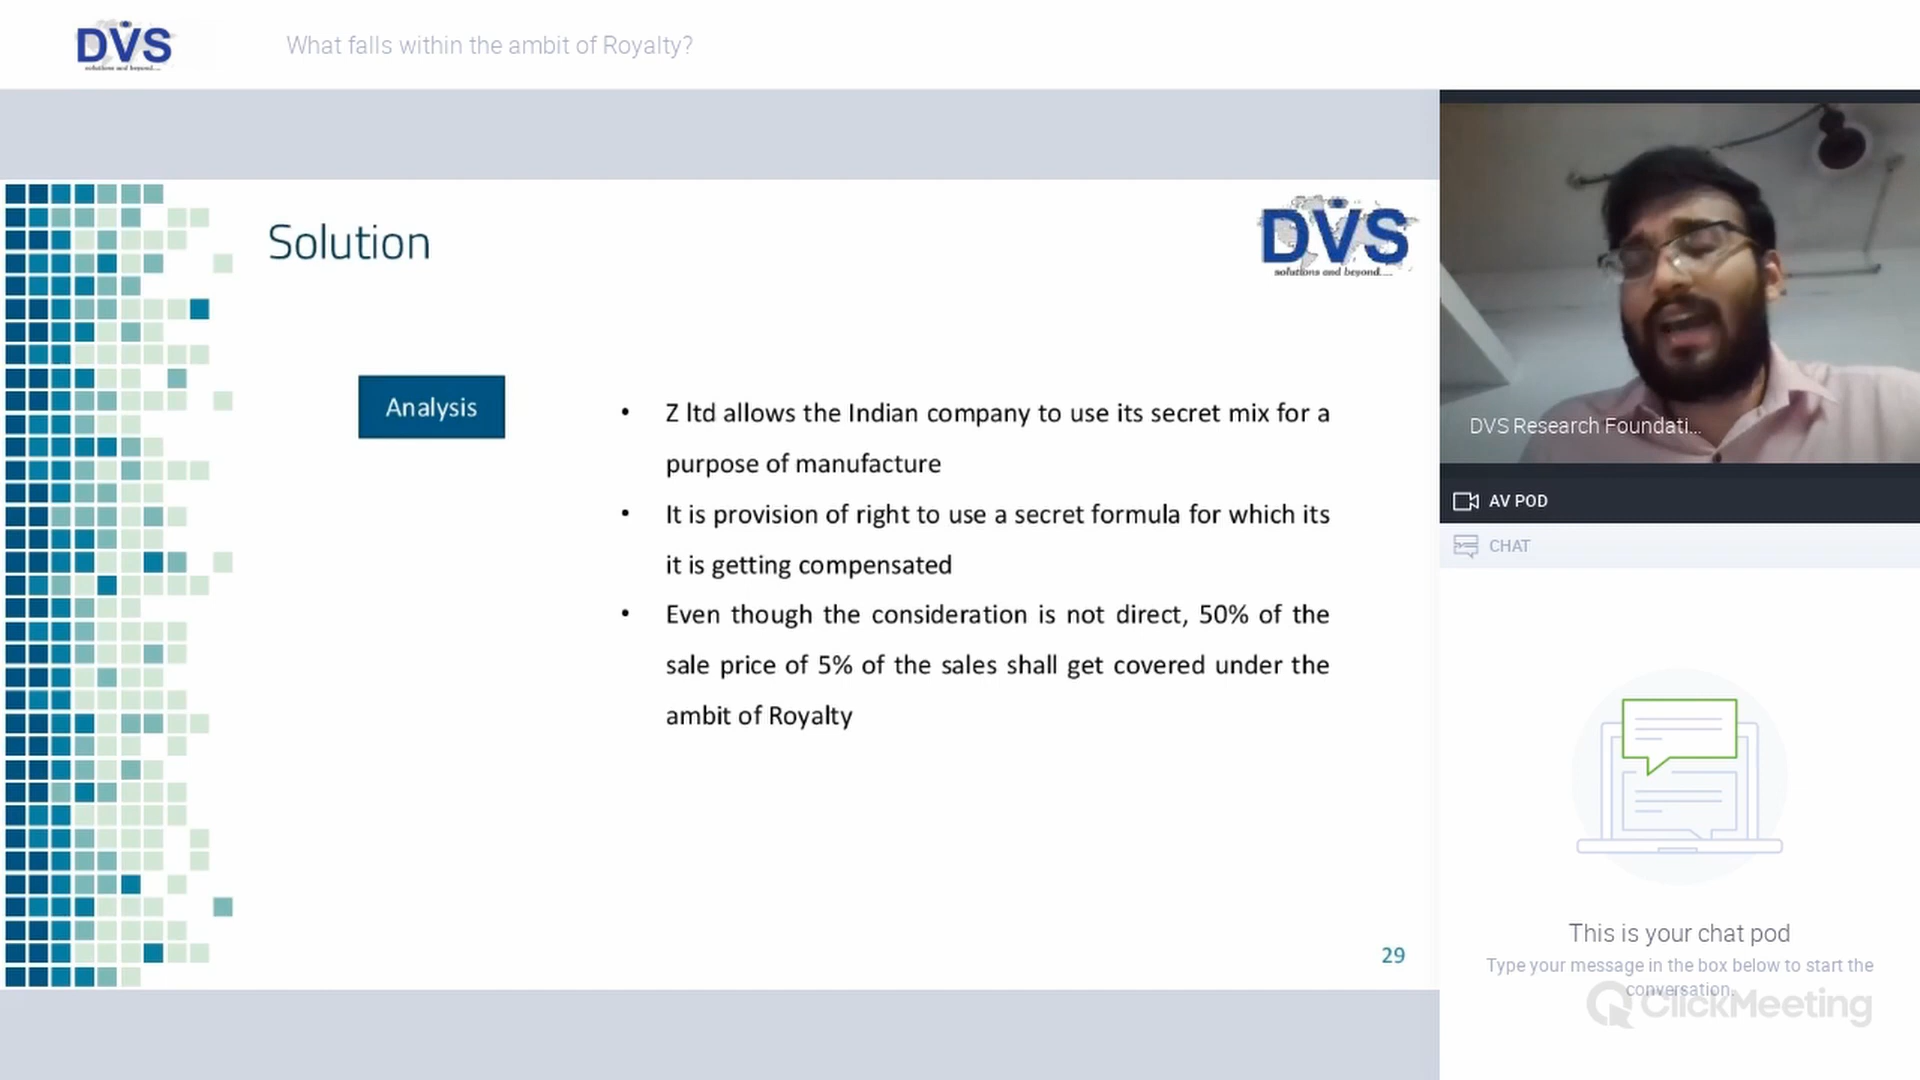 DVS
solutions and beyond....
What falls within the ambit of Royalty?
Solution
DVS
solutions and beyond....
Analysis
• Z ltd allows the Indian company to use its secret mix for a
purpose of manufacture
• It is provision of right to use a secret formula for which its
it is getting compensated
• Even though the consideration is not direct, 50% of the
sale price of 5% of the sales shall get covered under the
ambit of Royalty
29
DVS Research Foundati...
AV POD
CHAT
This is your chat pod
Type your message in the box below to start the
conversation.
ClickMeeting